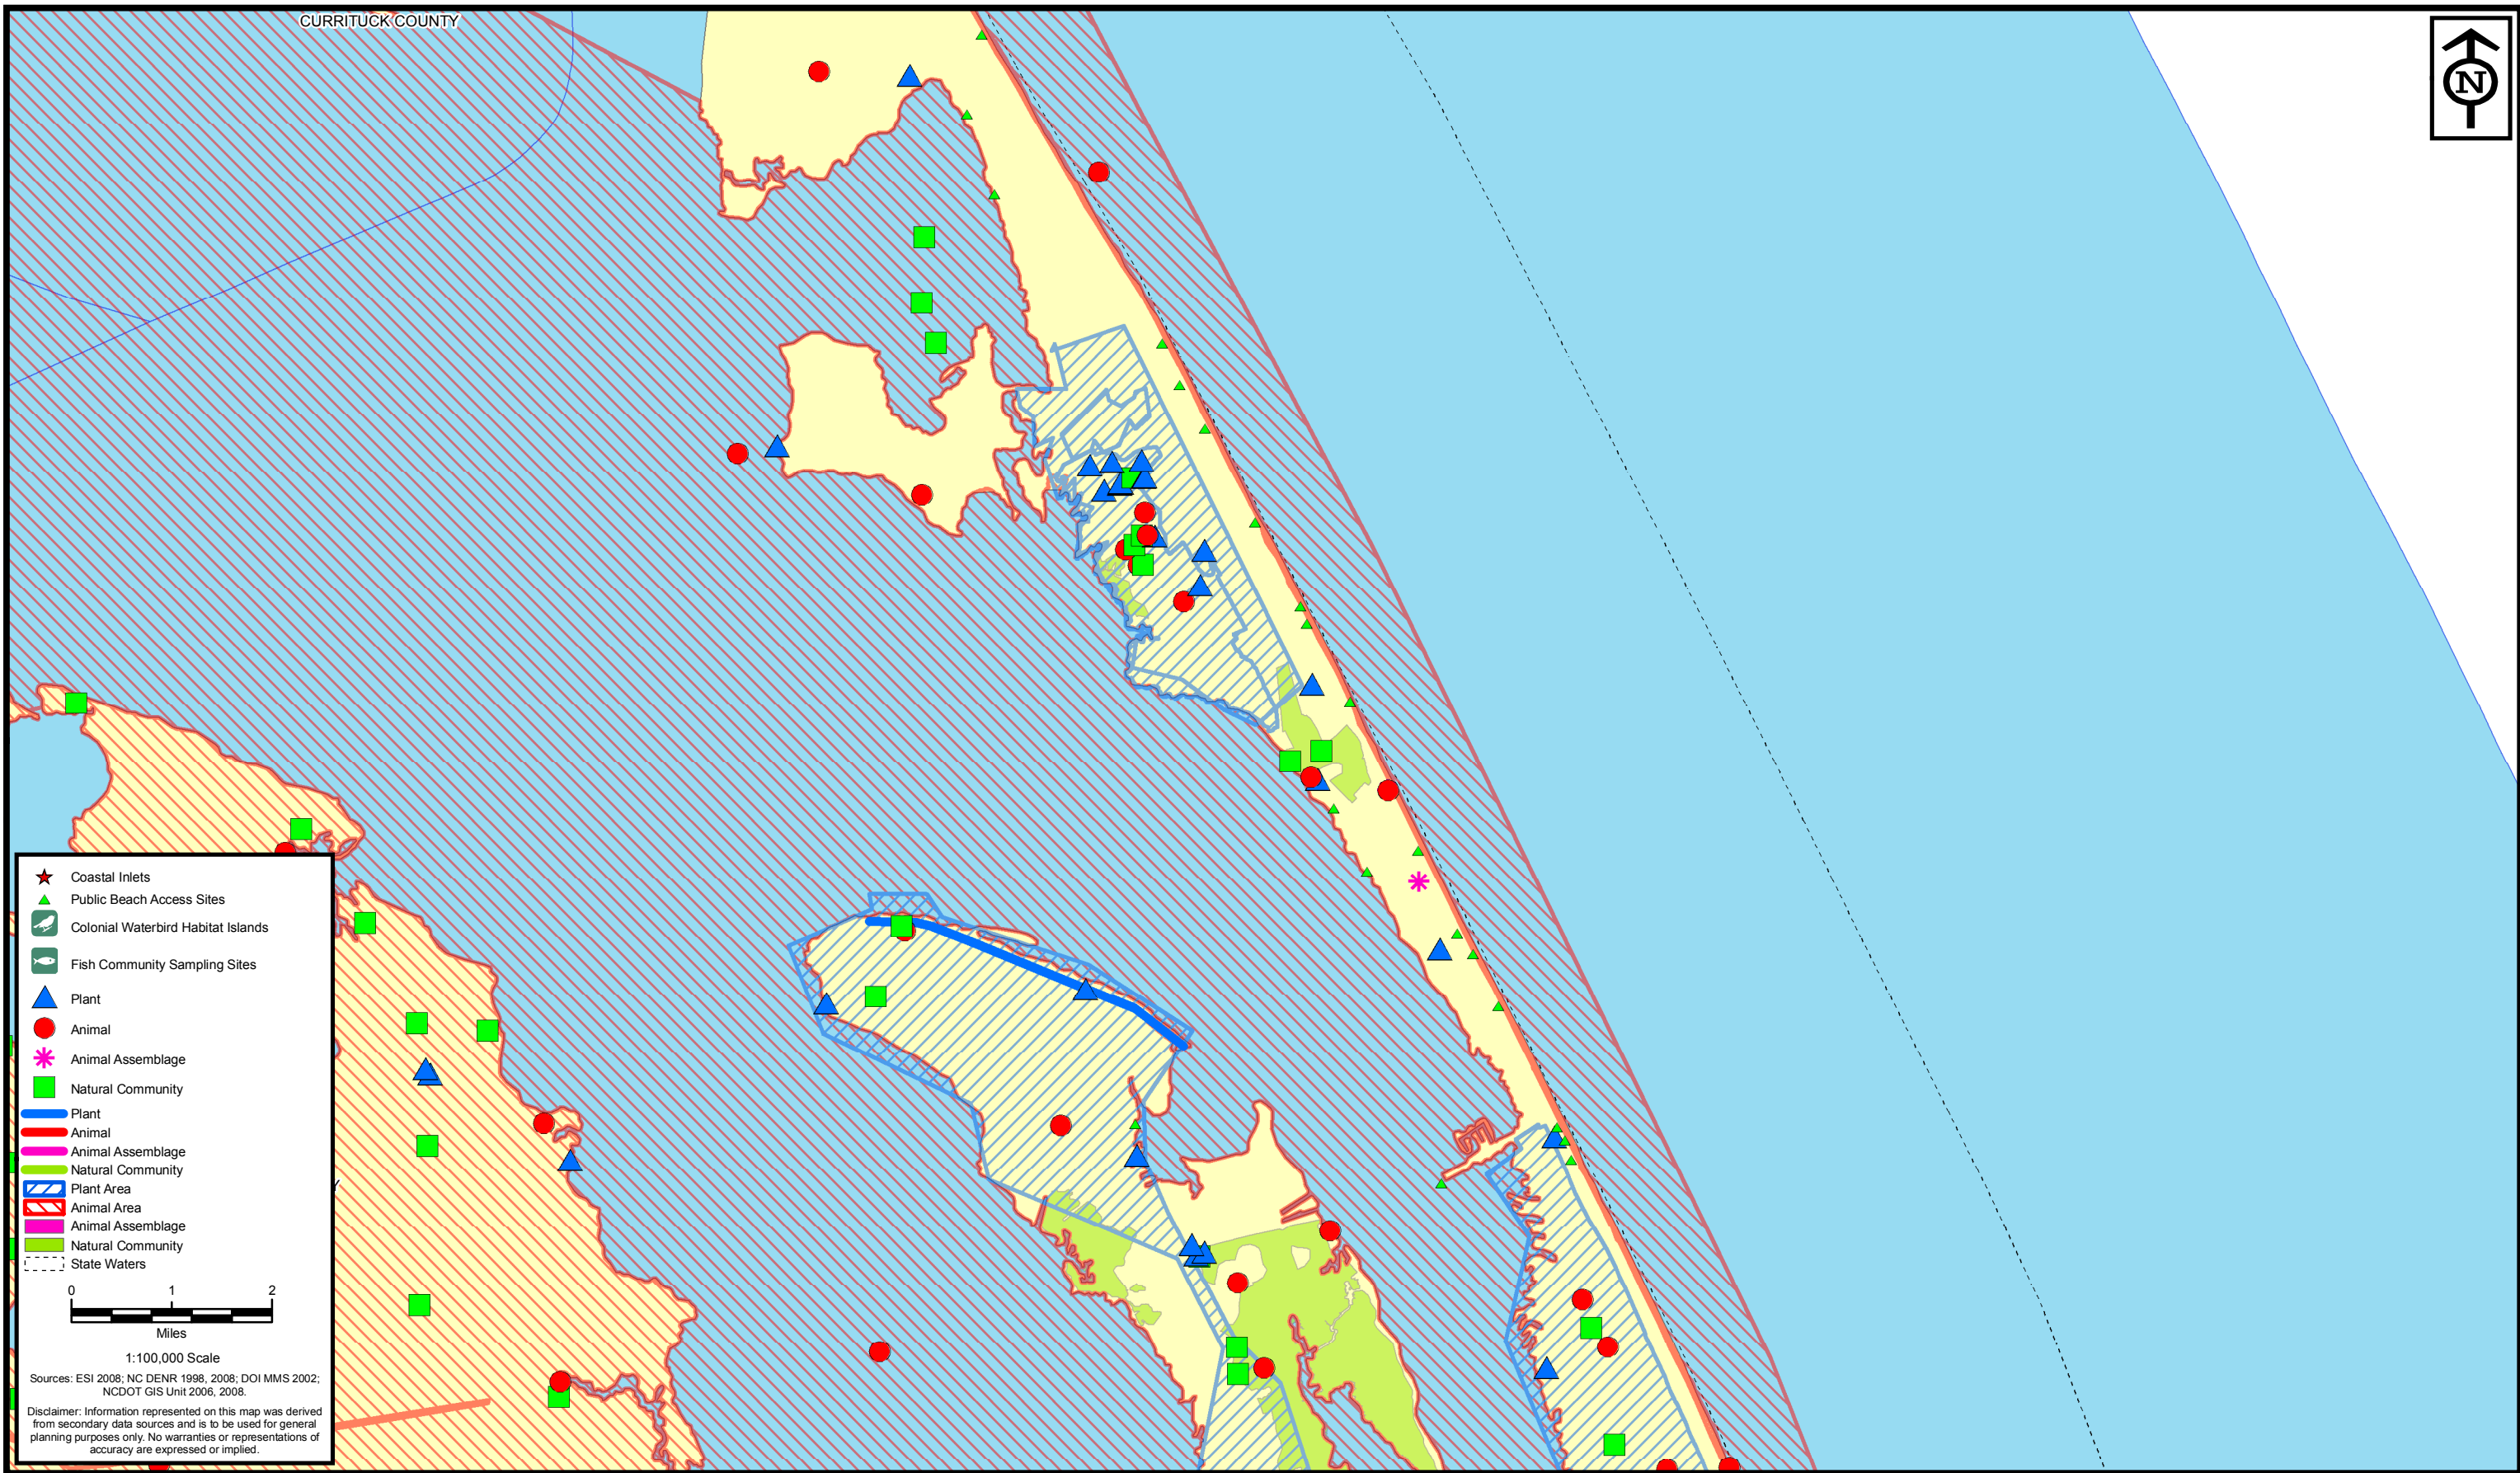 CURRITUCK COUNTY
N
Coastal Inlets
Public Beach Access Sites
Colonial Waterbird Habitat Islands
Fish Community Sampling Sites
Plant
Animal
Animal Assemblage
Natural Community
Plant
Animal
Animal Assemblage
Natural Community
Plant Area
Animal Area
Animal Assemblage
Natural Community
State Waters
0 1 2
Miles
1:100,000 Scale
Sources: ESI 2008; NC DENR 1998, 2008; DOI MMS 2002;
NCDOT GIS Unit 2006, 2008.
Disclaimer: Information represented on this map was derived
from secondary data sources and is to be used for general
planning purposes only. No warranties or representations of
accuracy are expressed or implied.